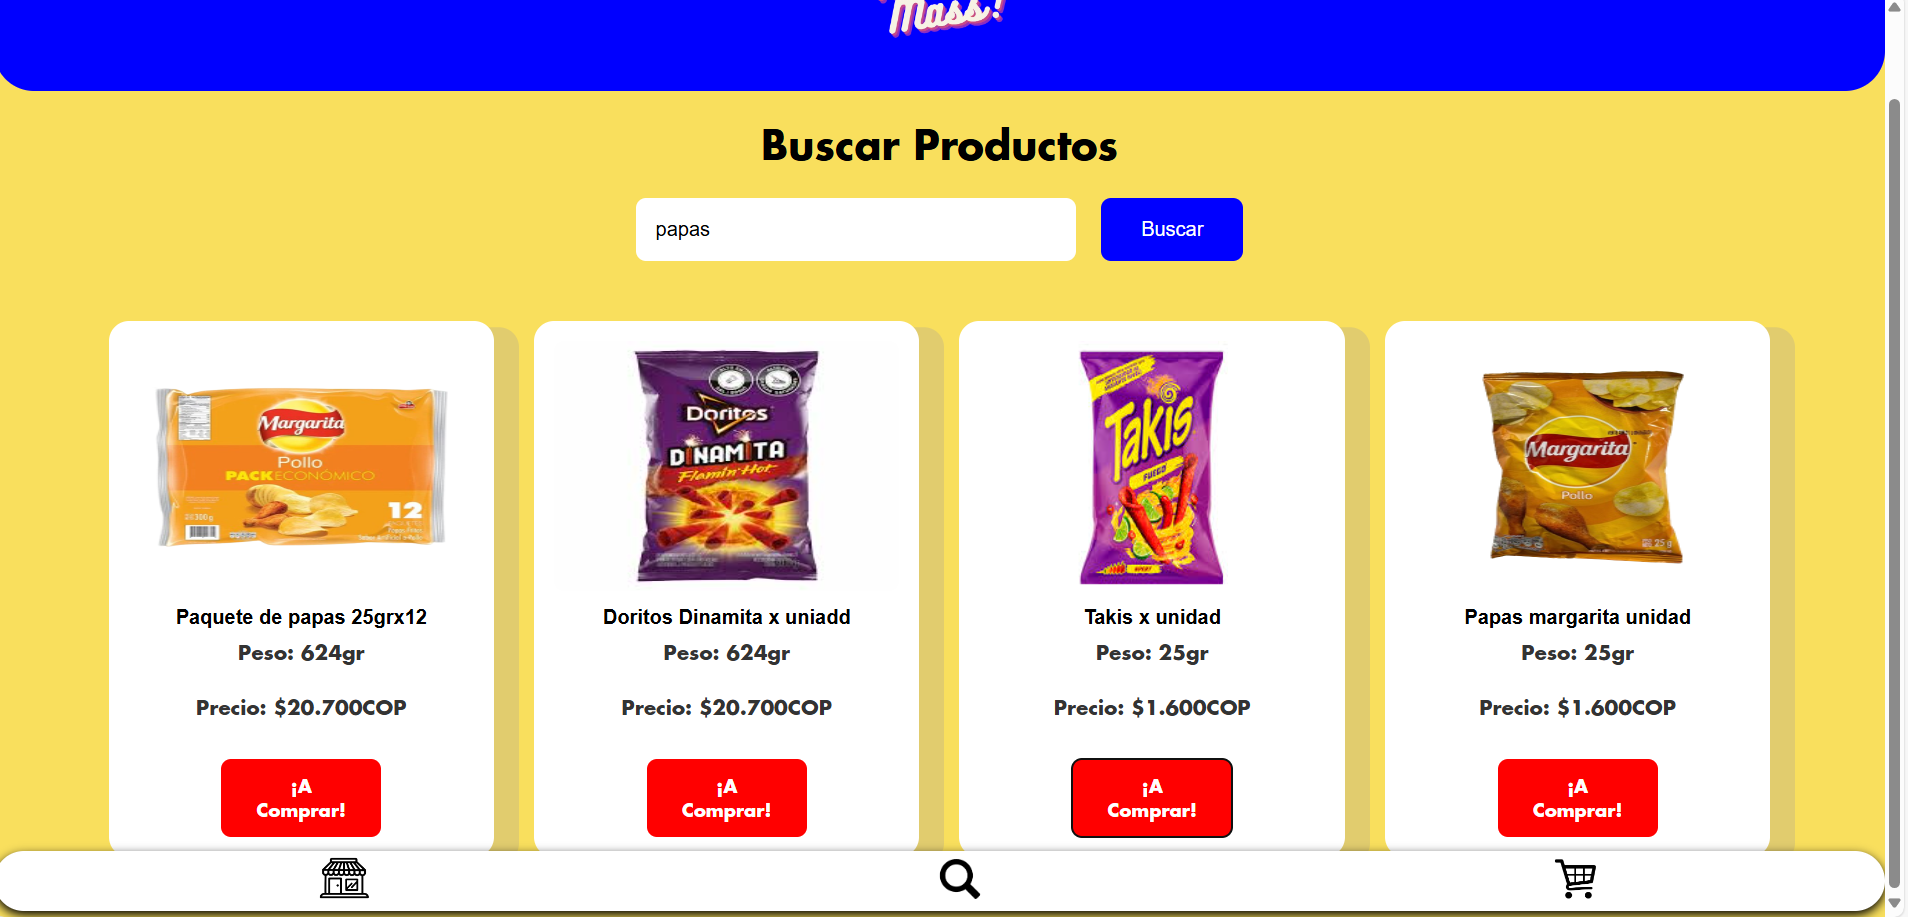 Mass!
Buscar Productos
papas
Buscar
Margarita
Pollo
PACKECONÓMICO
12
Doritos
DINAMITA
Flamin' Hot
Takis
FUEGO
Margarita
Pollo
25 g
Paquete de papas 25grx12
Peso: 624gr
Precio: $20.700COP
¡A
Comprar!
Doritos Dinamita x uniadd
Peso: 624gr
Precio: $20.700COP
¡A
Comprar!
Takis x unidad
Peso: 25gr
Precio: $1.600COP
¡A
Comprar!
Papas margarita unidad
Peso: 25gr
Precio: $1.600COP
¡A
Comprar!